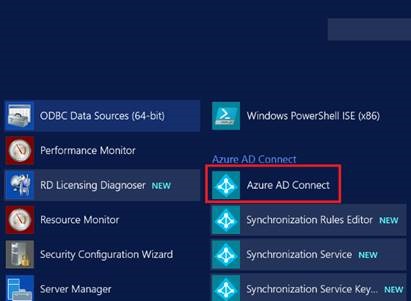 ODBC Data Sources (64-bit)
Performance Monitor
RD Licensing Diagnoser NEW
Resource Monitor
Security Configuration Wizard
Server Manager
Windows PowerShell ISE (x86)
Azure AD Connect
Azure AD Connect
Synchronization Rules Editor NEW
Synchronization Service NEW
Synchronization Service Key... NEW